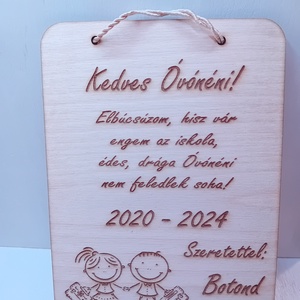 Kedves Óvónéni!
Elbúcsúzom, hisz vár
engem az iskola,
édes, drága Óvónéni
nem feledlek soha!
2020 - 2024
Szeretettel:
Botond